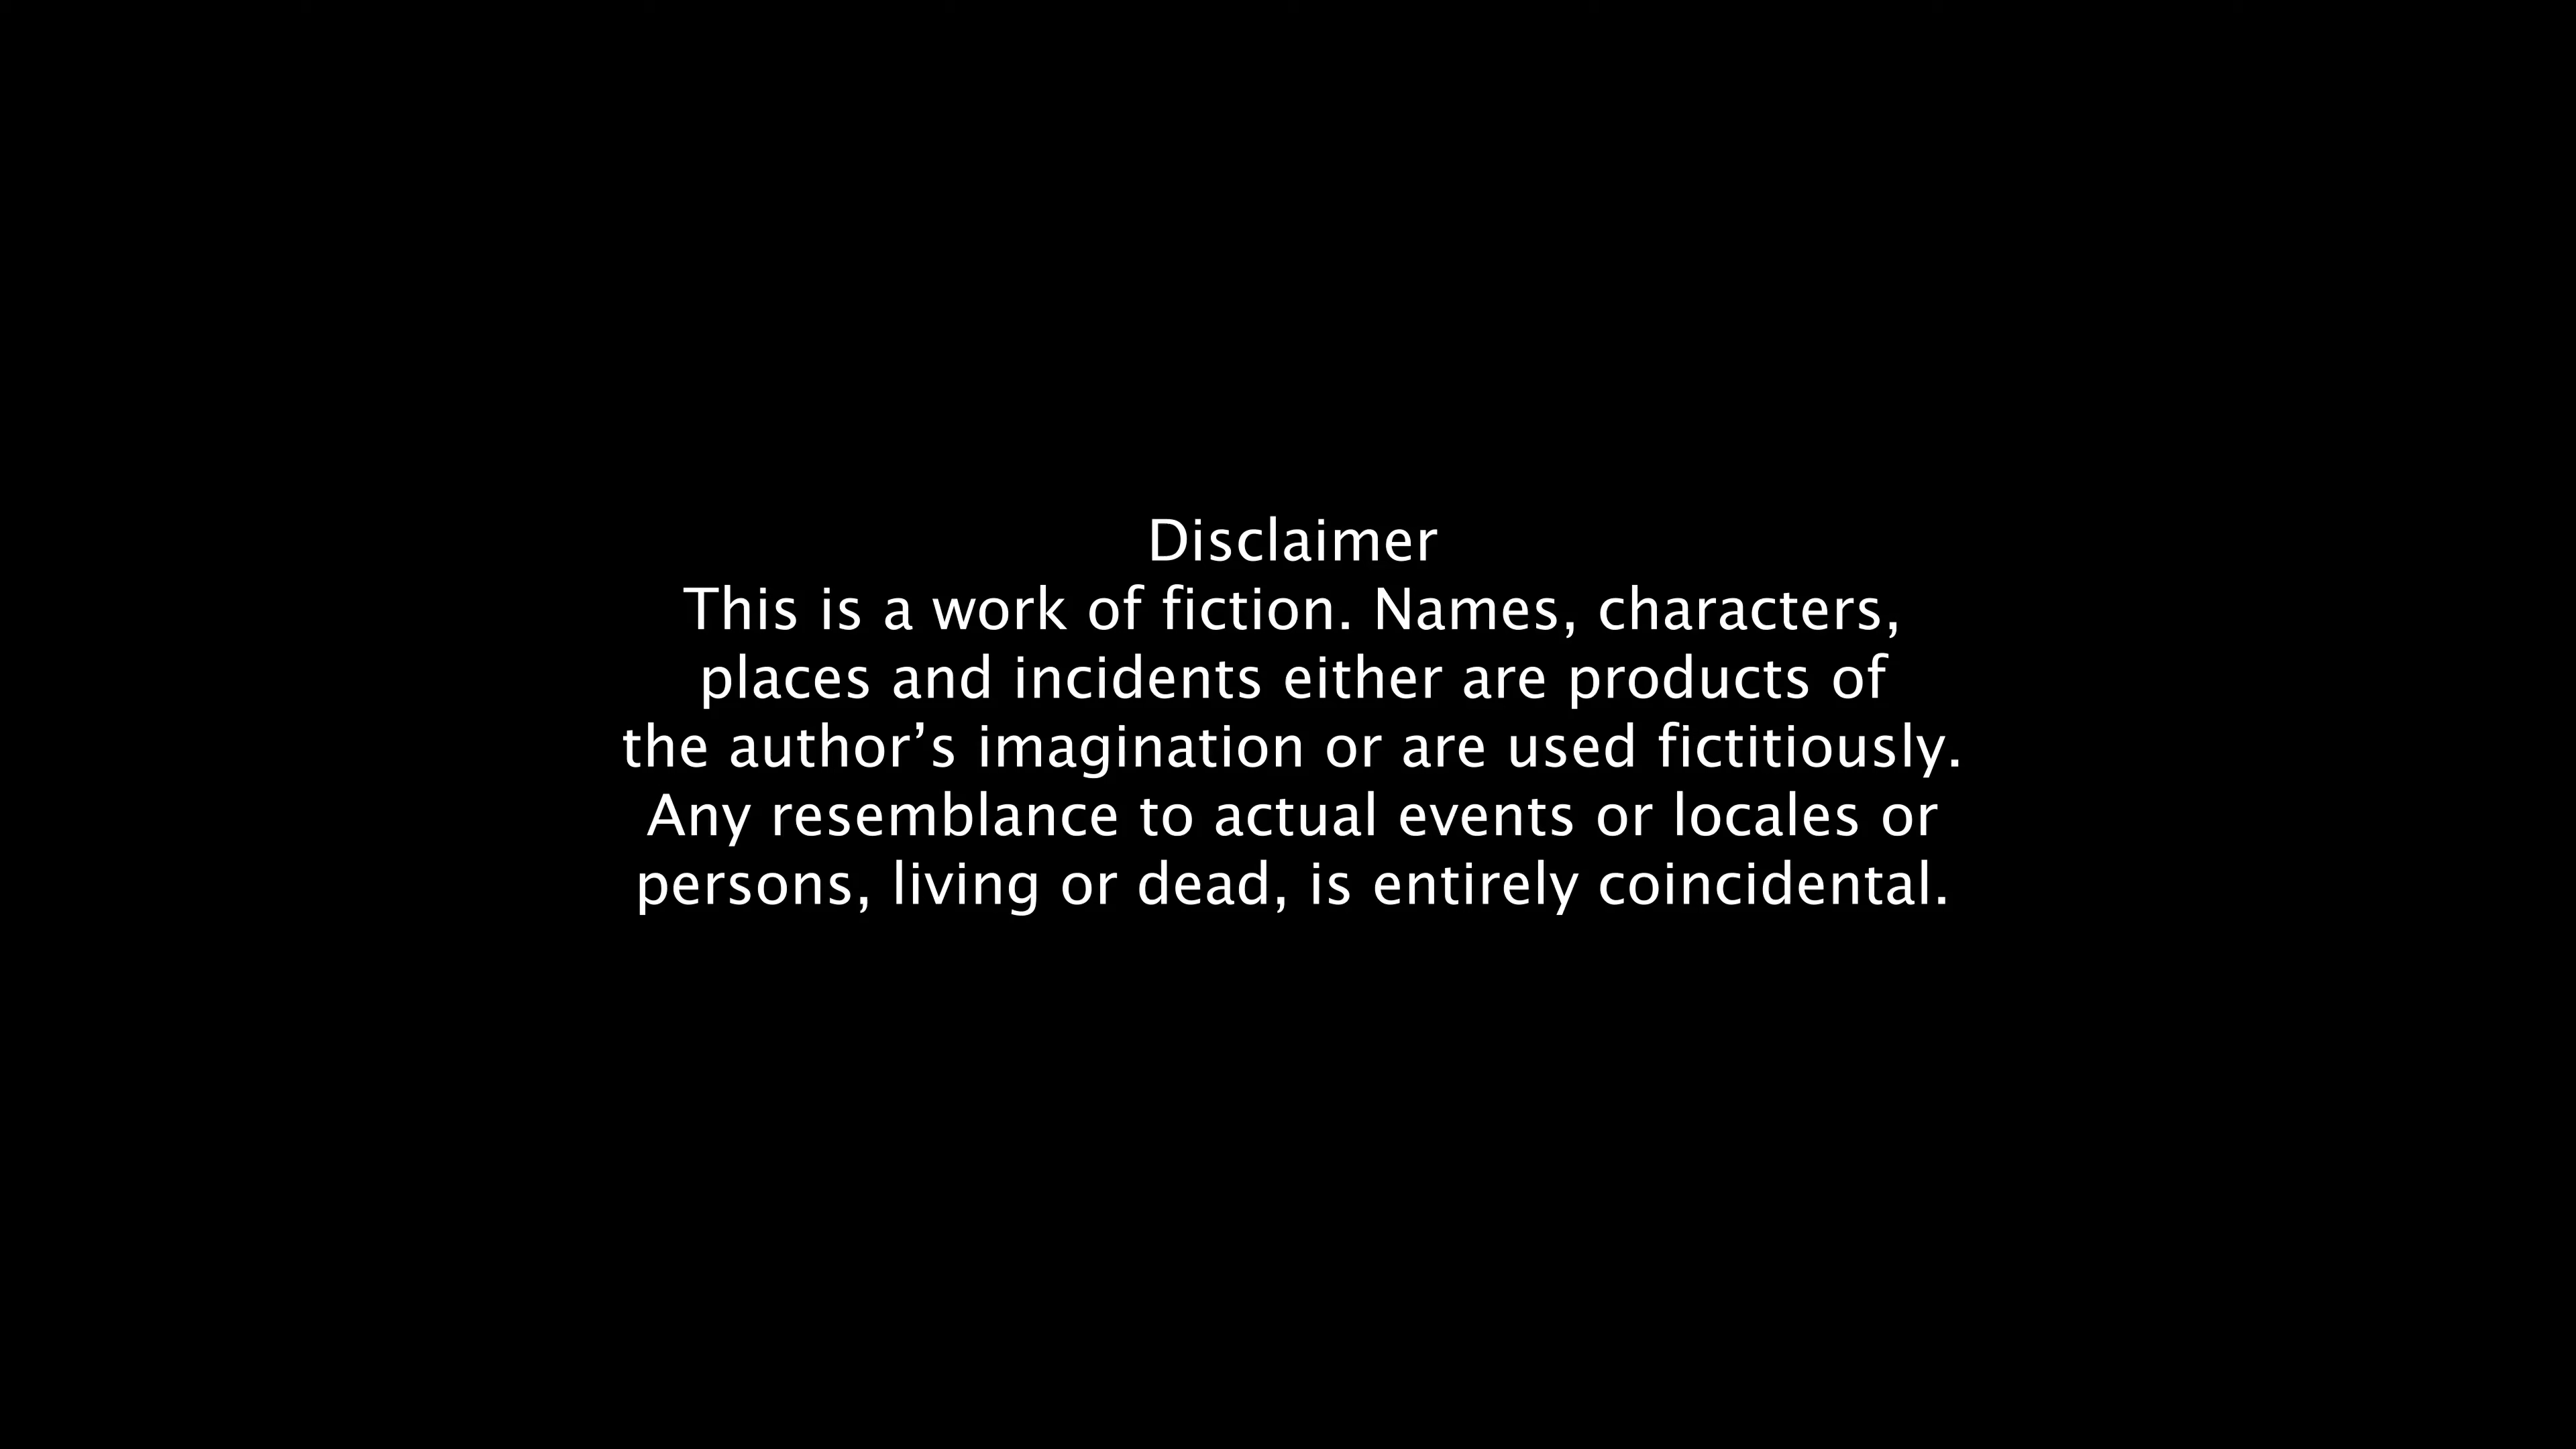 Disclaimer
This is a work of fiction. Names, characters,
places and incidents either are products of
the author’s imagination or are used fictitiously.
Any resemblance to actual events or locales or
persons, living or dead, is entirely coincidental.